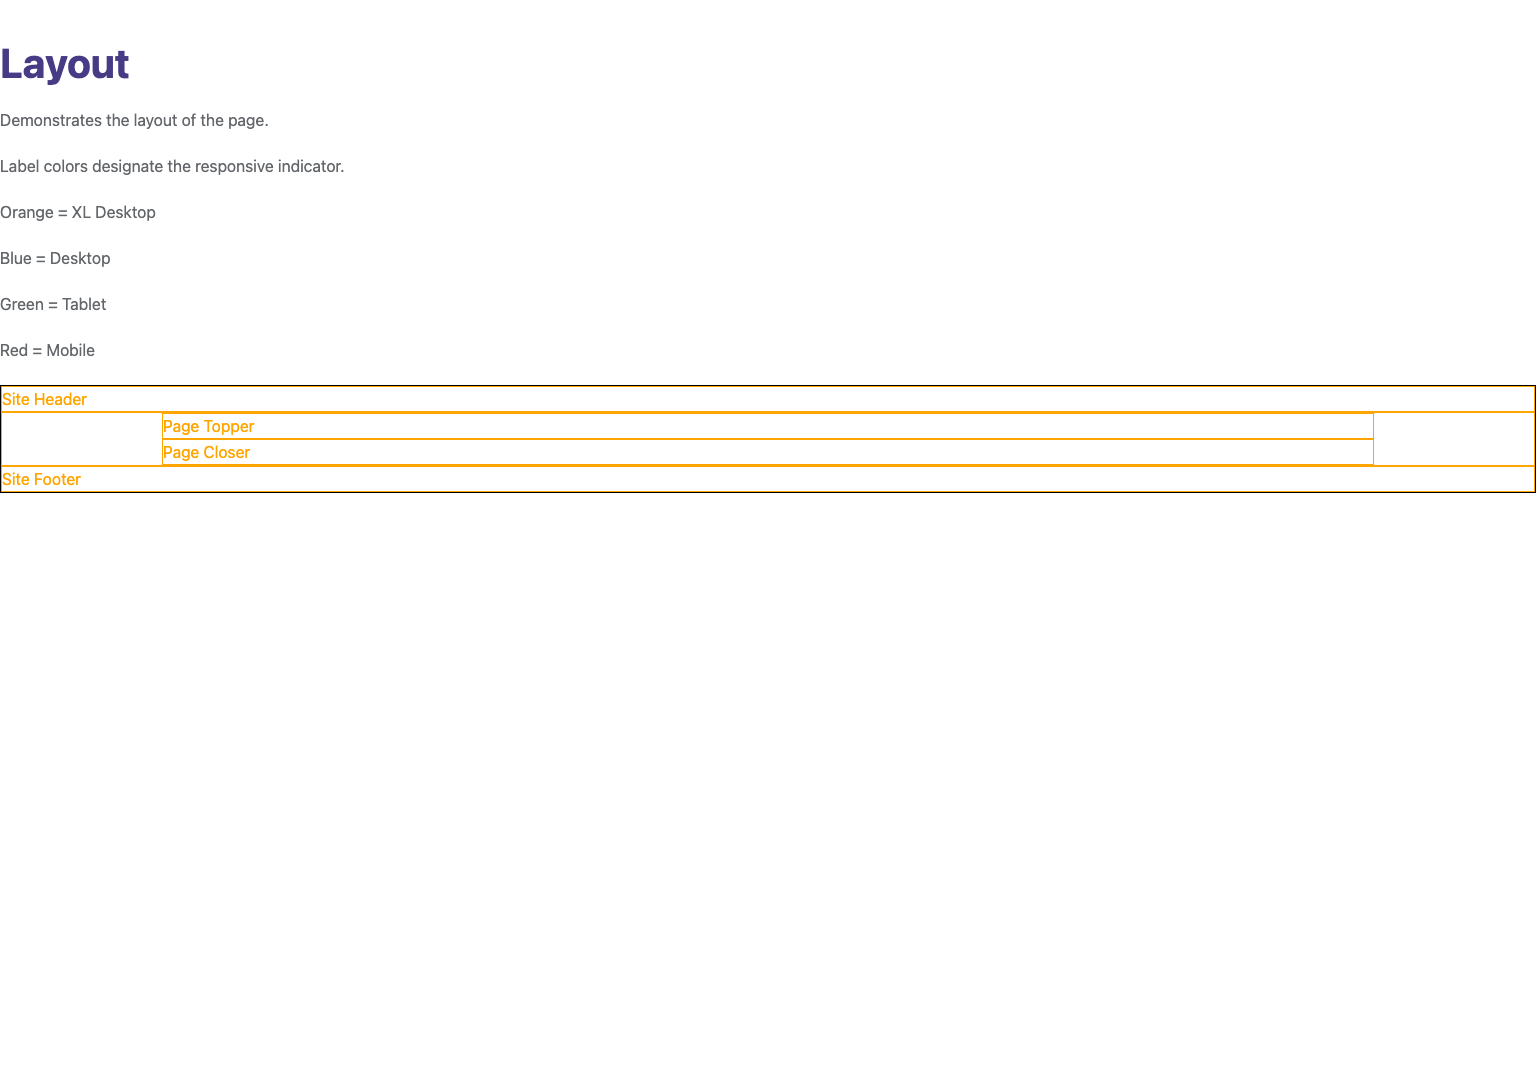 Layout
Demonstrates the layout of the page.
Label colors designate the responsive indicator.
Orange = XL Desktop
Blue = Desktop
Green = Tablet
Red = Mobile
Site Header
Page Topper
Page Closer
Site Footer